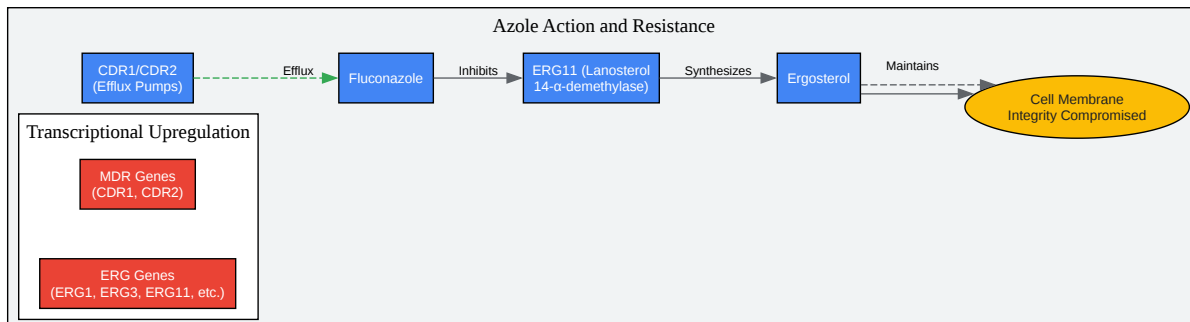 Azole Action and Resistance
CDR1/CDR2
(Efflux Pumps)
Efflux
Fluconazole
Inhibits
ERG11 (Lanosterol
14-α-demethylase)
Synthesizes
Ergosterol
Maintains
Cell Membrane
Integrity Compromised
Transcriptional Upregulation
MDR Genes
(CDR1, CDR2)
ERG Genes
(ERG1, ERG3, ERG11, etc.)